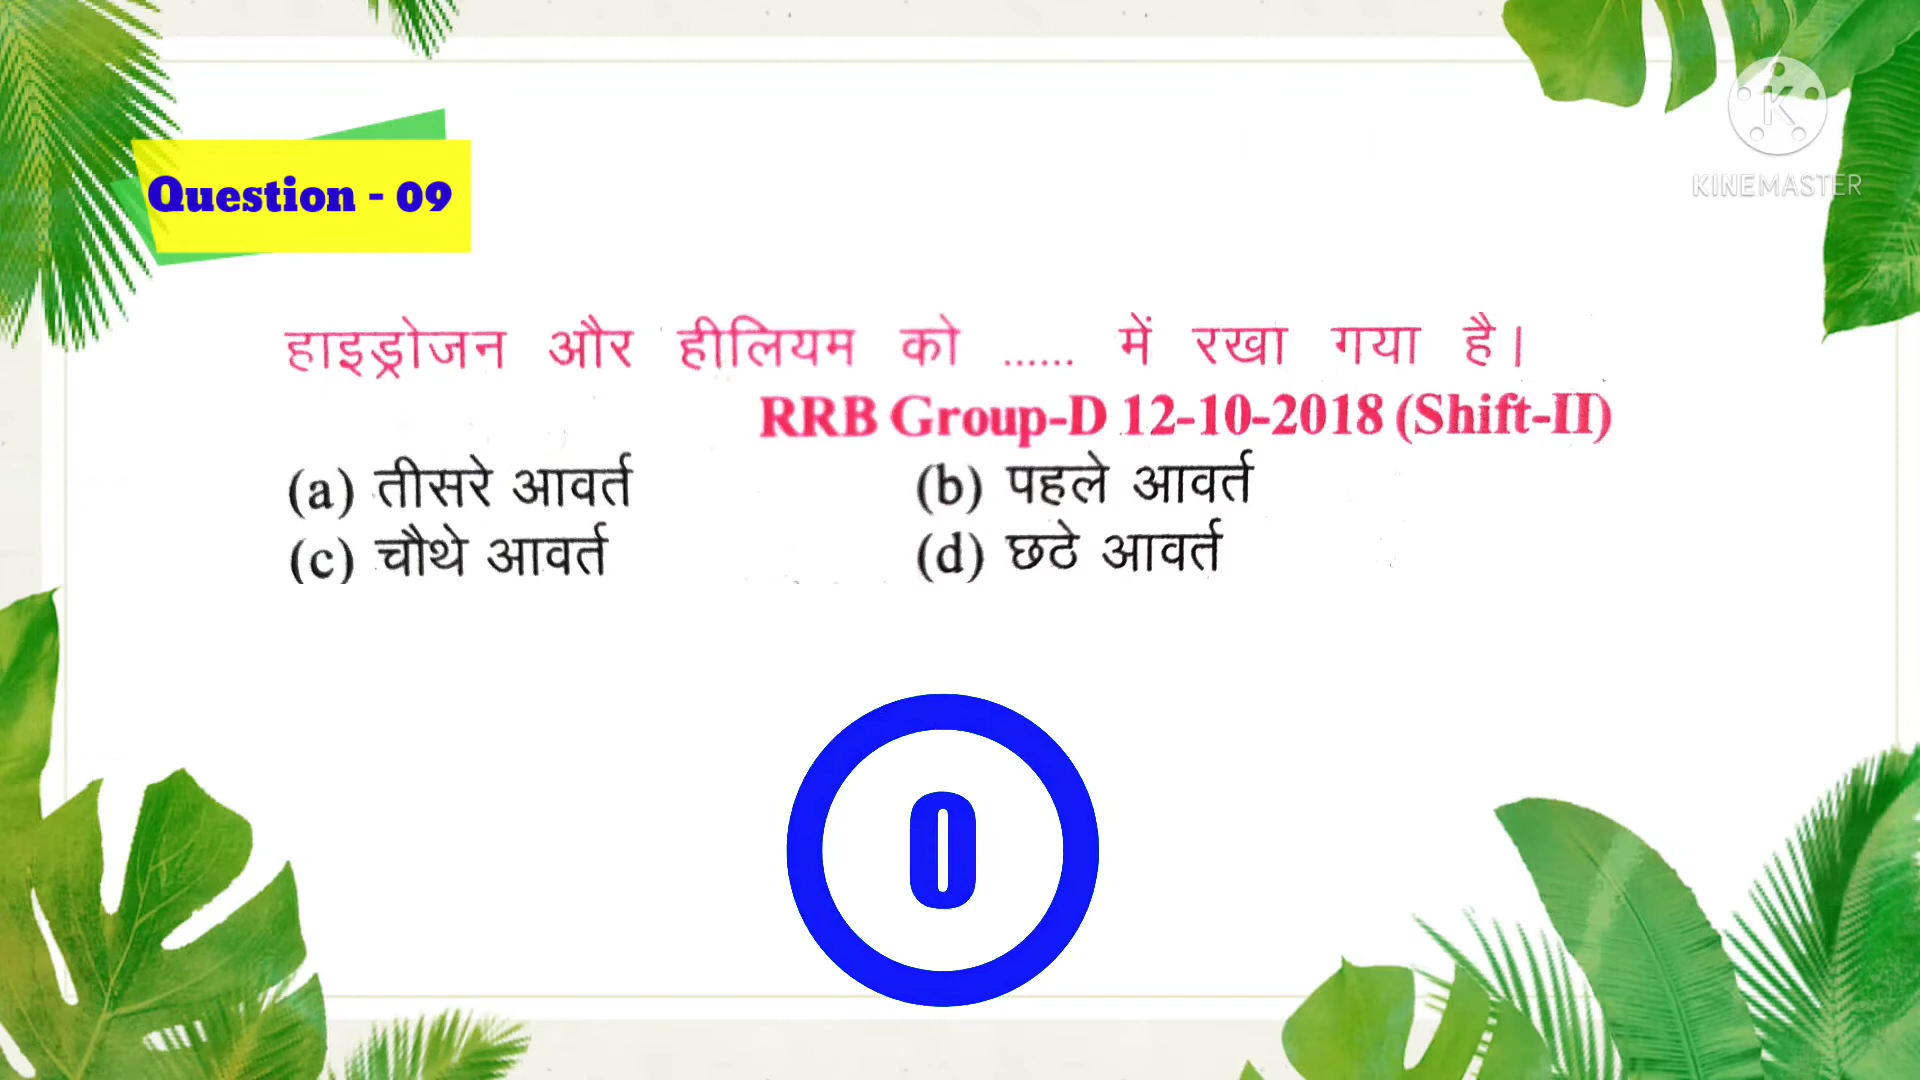 KINEMASTER
Question - 09
हाइड्रोजन और हीलियम को ...... में रखा गया है।
RRB Group-D 12-10-2018 (Shift-II)
(a) तीसरे आवर्त (b) पहले आवर्त
(c) चौथे आवर्त (d) छठे आवर्त
0